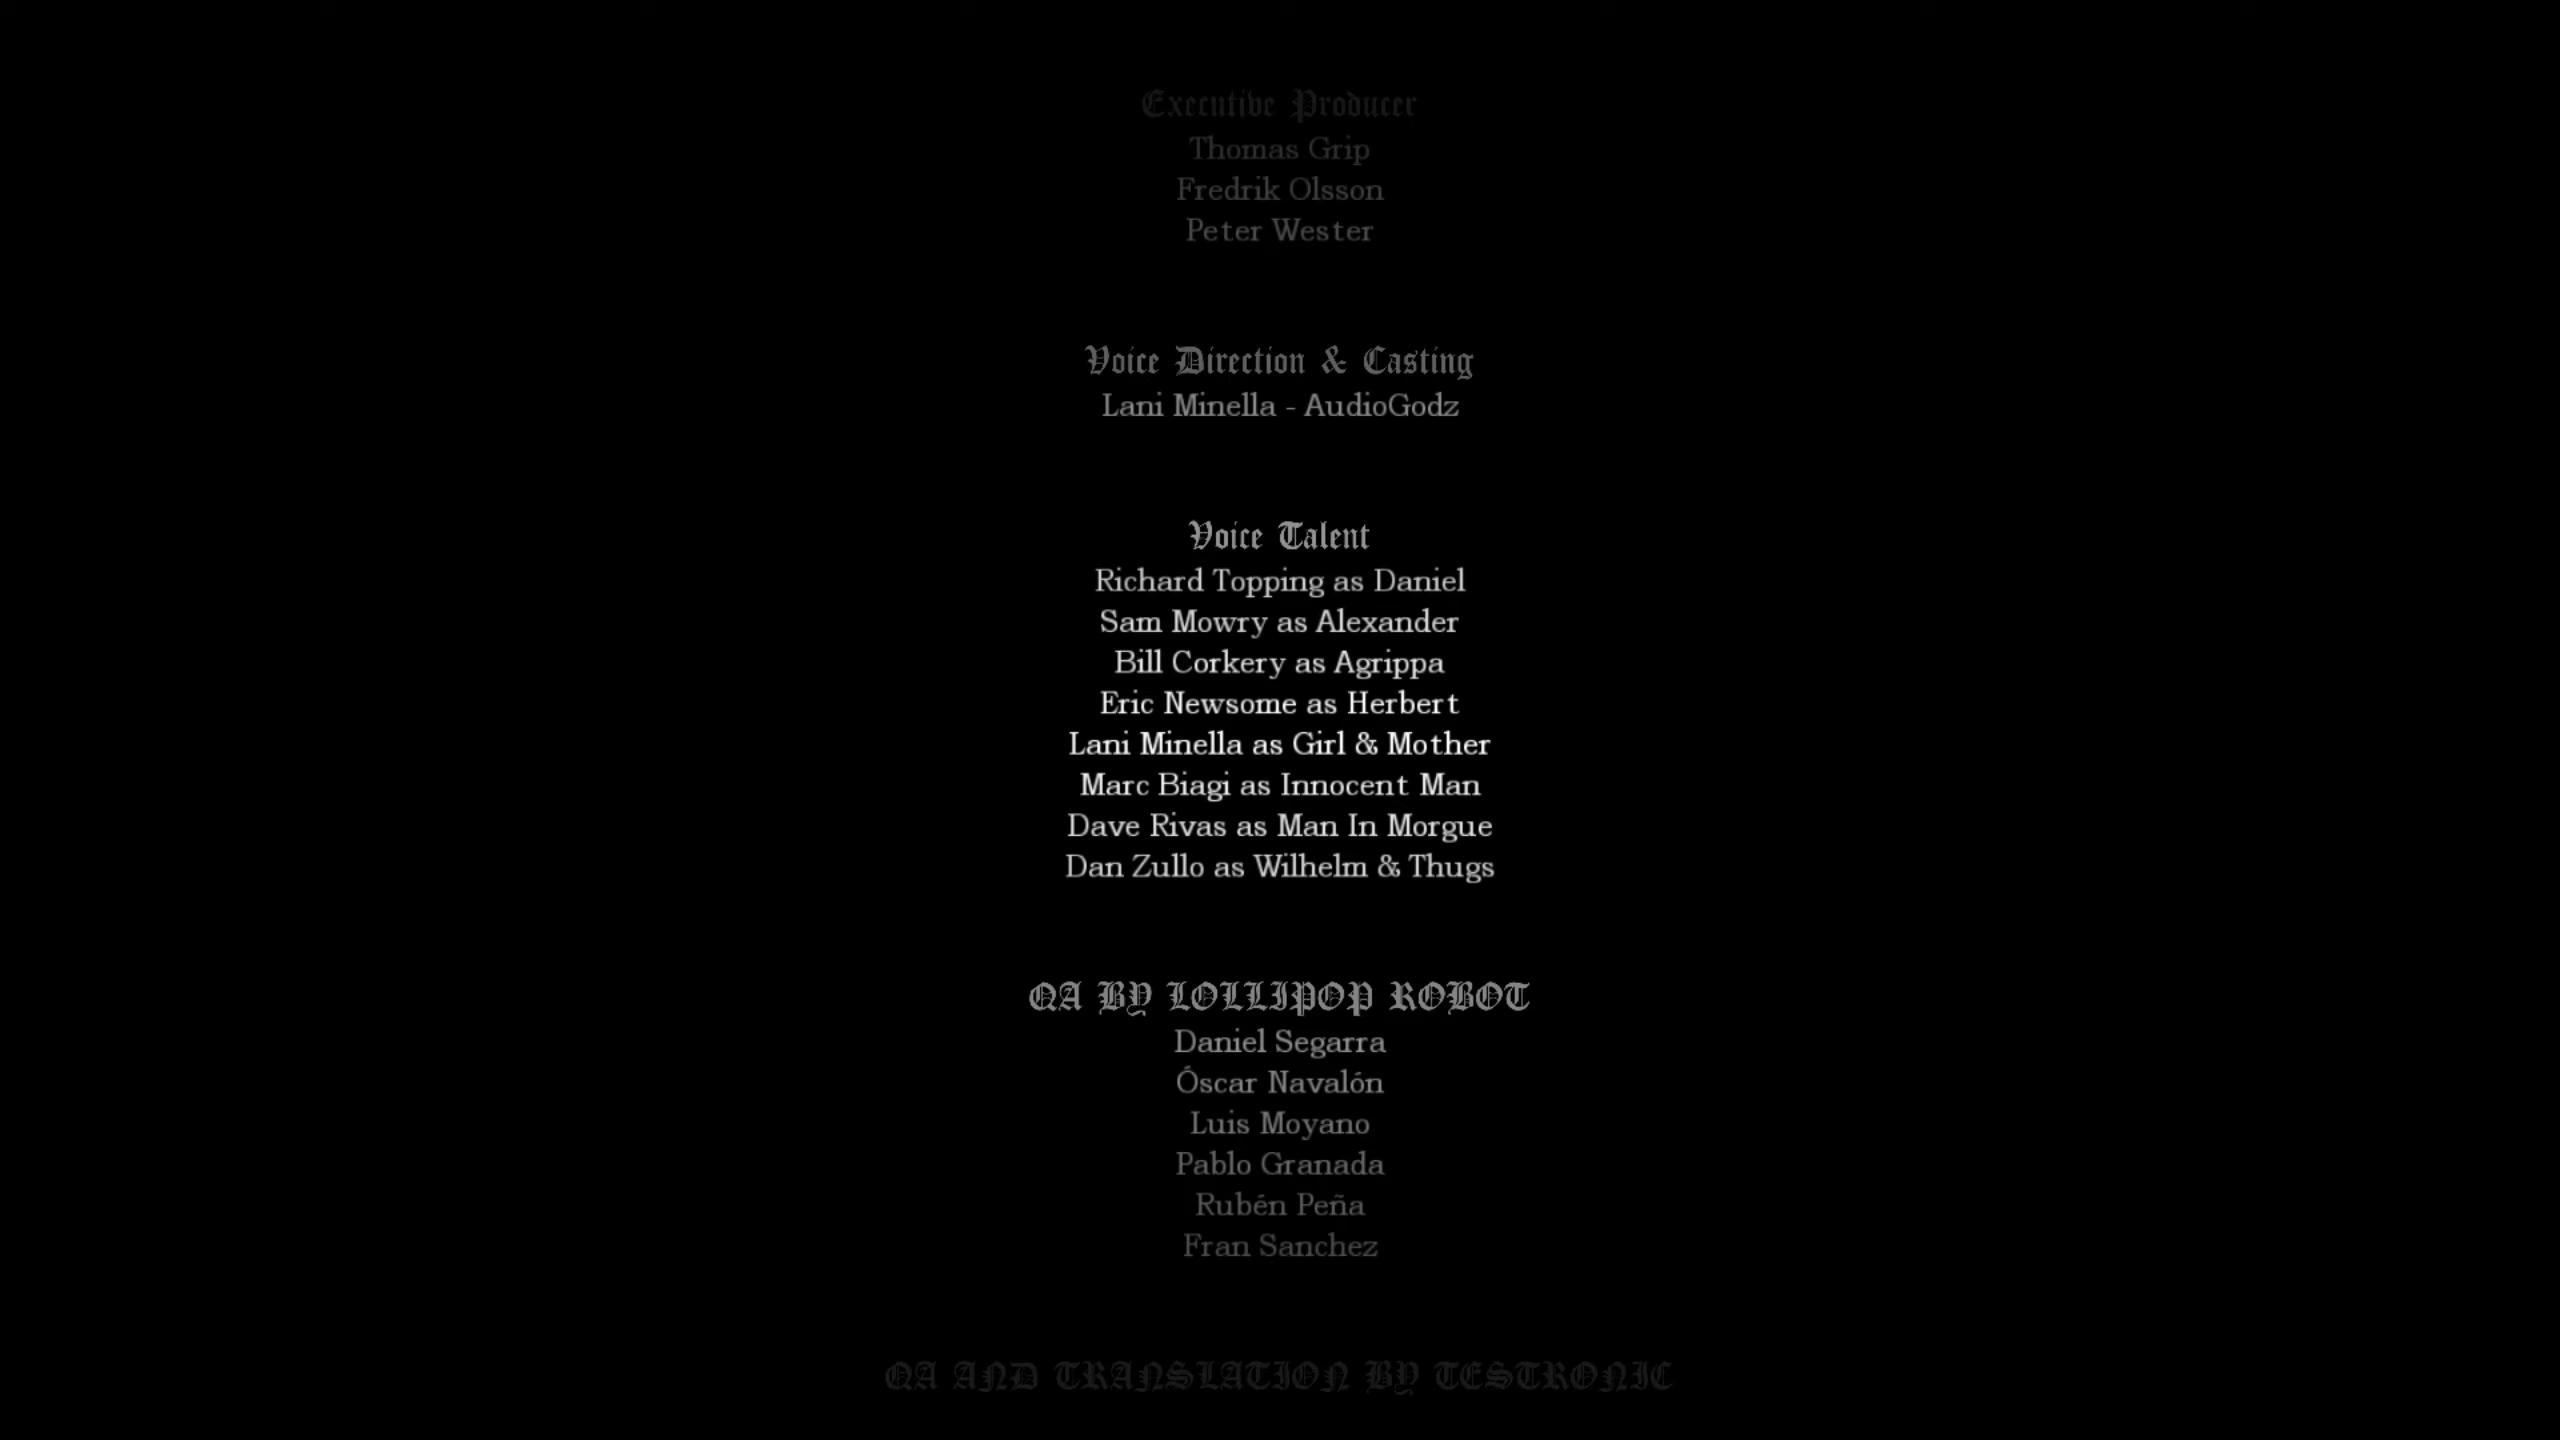 Executive Producer
Thomas Grip
Fredrik Olsson
Peter Wester
Voice Direction & Casting
Lani Minella - AudioGodz
Voice Talent
Richard Topping as Daniel
Sam Mowry as Alexander
Bill Corkery as Agrippa
Eric Newsome as Herbert
Lani Minella as Girl & Mother
Marc Biagi as Innocent Man
Dave Rivas as Man In Morgue
Dan Zullo as Wilhelm & Thugs
QA BY LOLLIPOP ROBOT
Daniel Segarra
Óscar Navalón
Luis Moyano
Pablo Granada
Rubén Peña
Fran Sanchez
QA AND TRANSLATION BY TESTRONIC